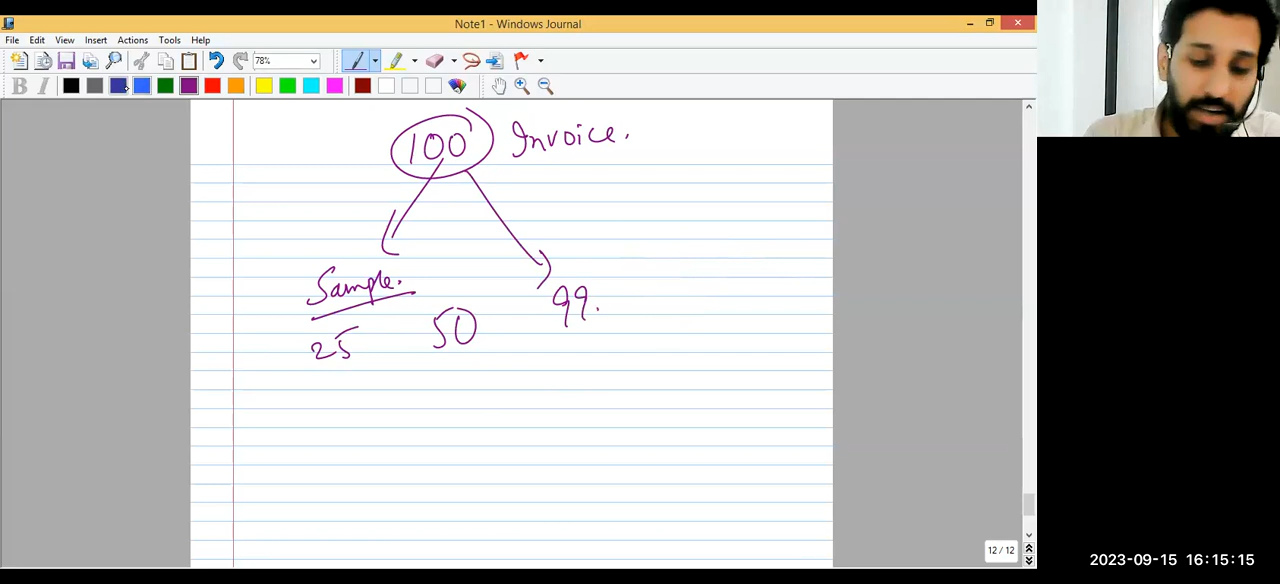 Note1 - Windows Journal
File Edit View Insert Actions Tools Help
78%
B I
100 Invoice.
Sample.
25 50 99.
12 / 12
2023-09-15 16:15:15